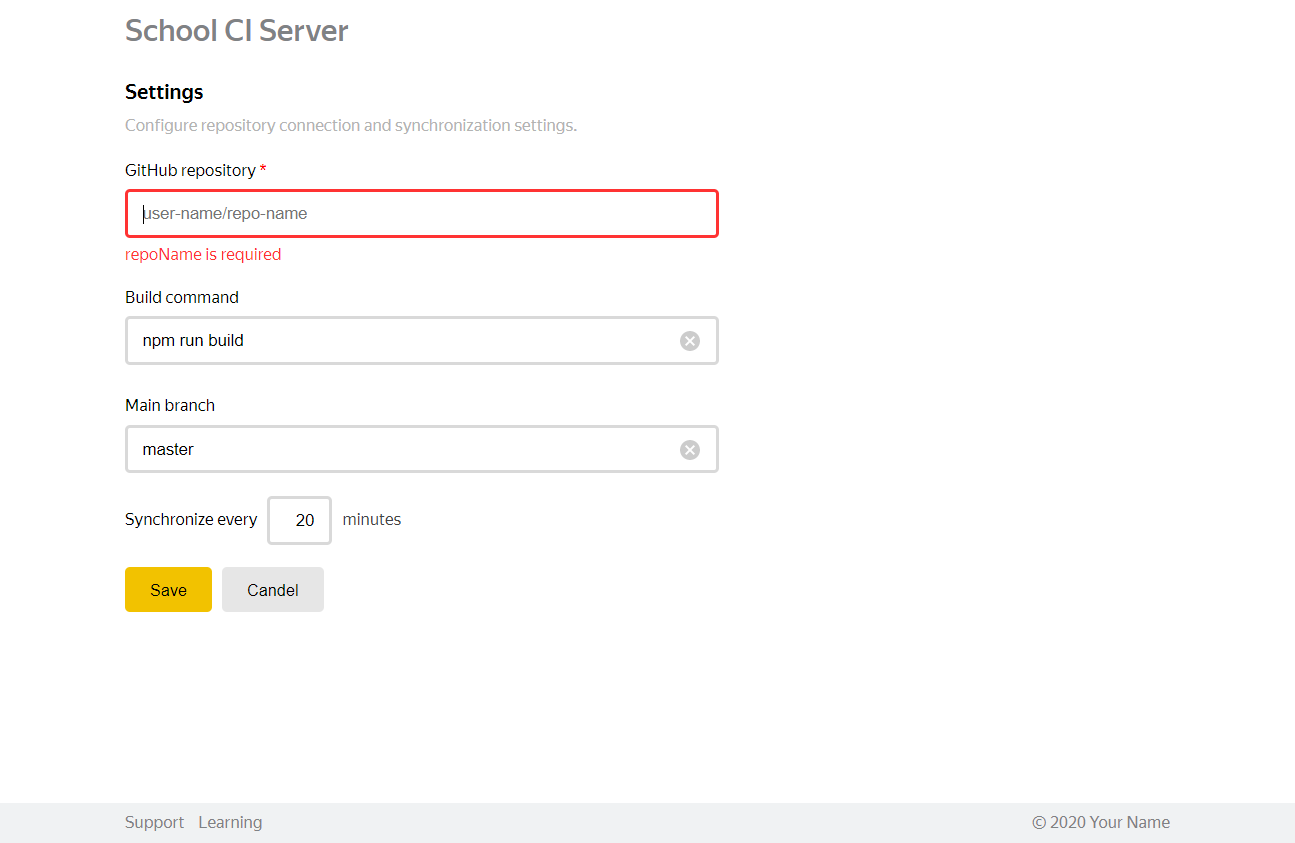 School CI Server
Settings
Configure repository connection and synchronization settings.
GitHub repository *
user-name/repo-name
repoName is required
Build command
npm run build
Main branch
master
Synchronize every 20 minutes
Save Candel
Support Learning © 2020 Your Name